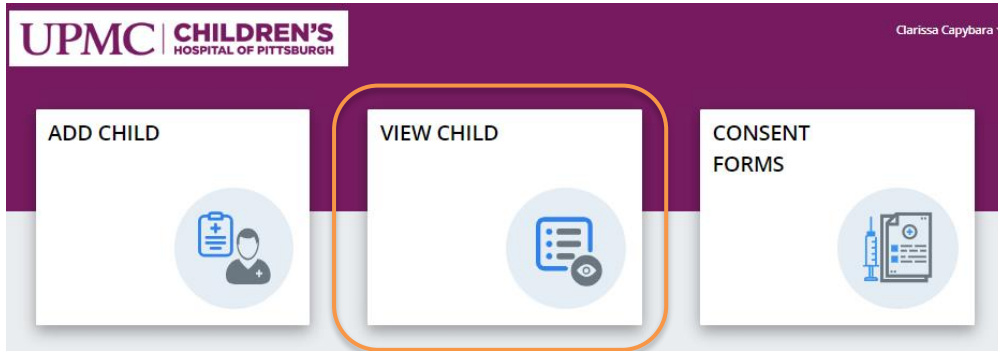 UPMC CHILDREN'S
HOSPITAL OF PITTSBURGH
Clarissa Capybara
ADD CHILD
VIEW CHILD
CONSENT
FORMS